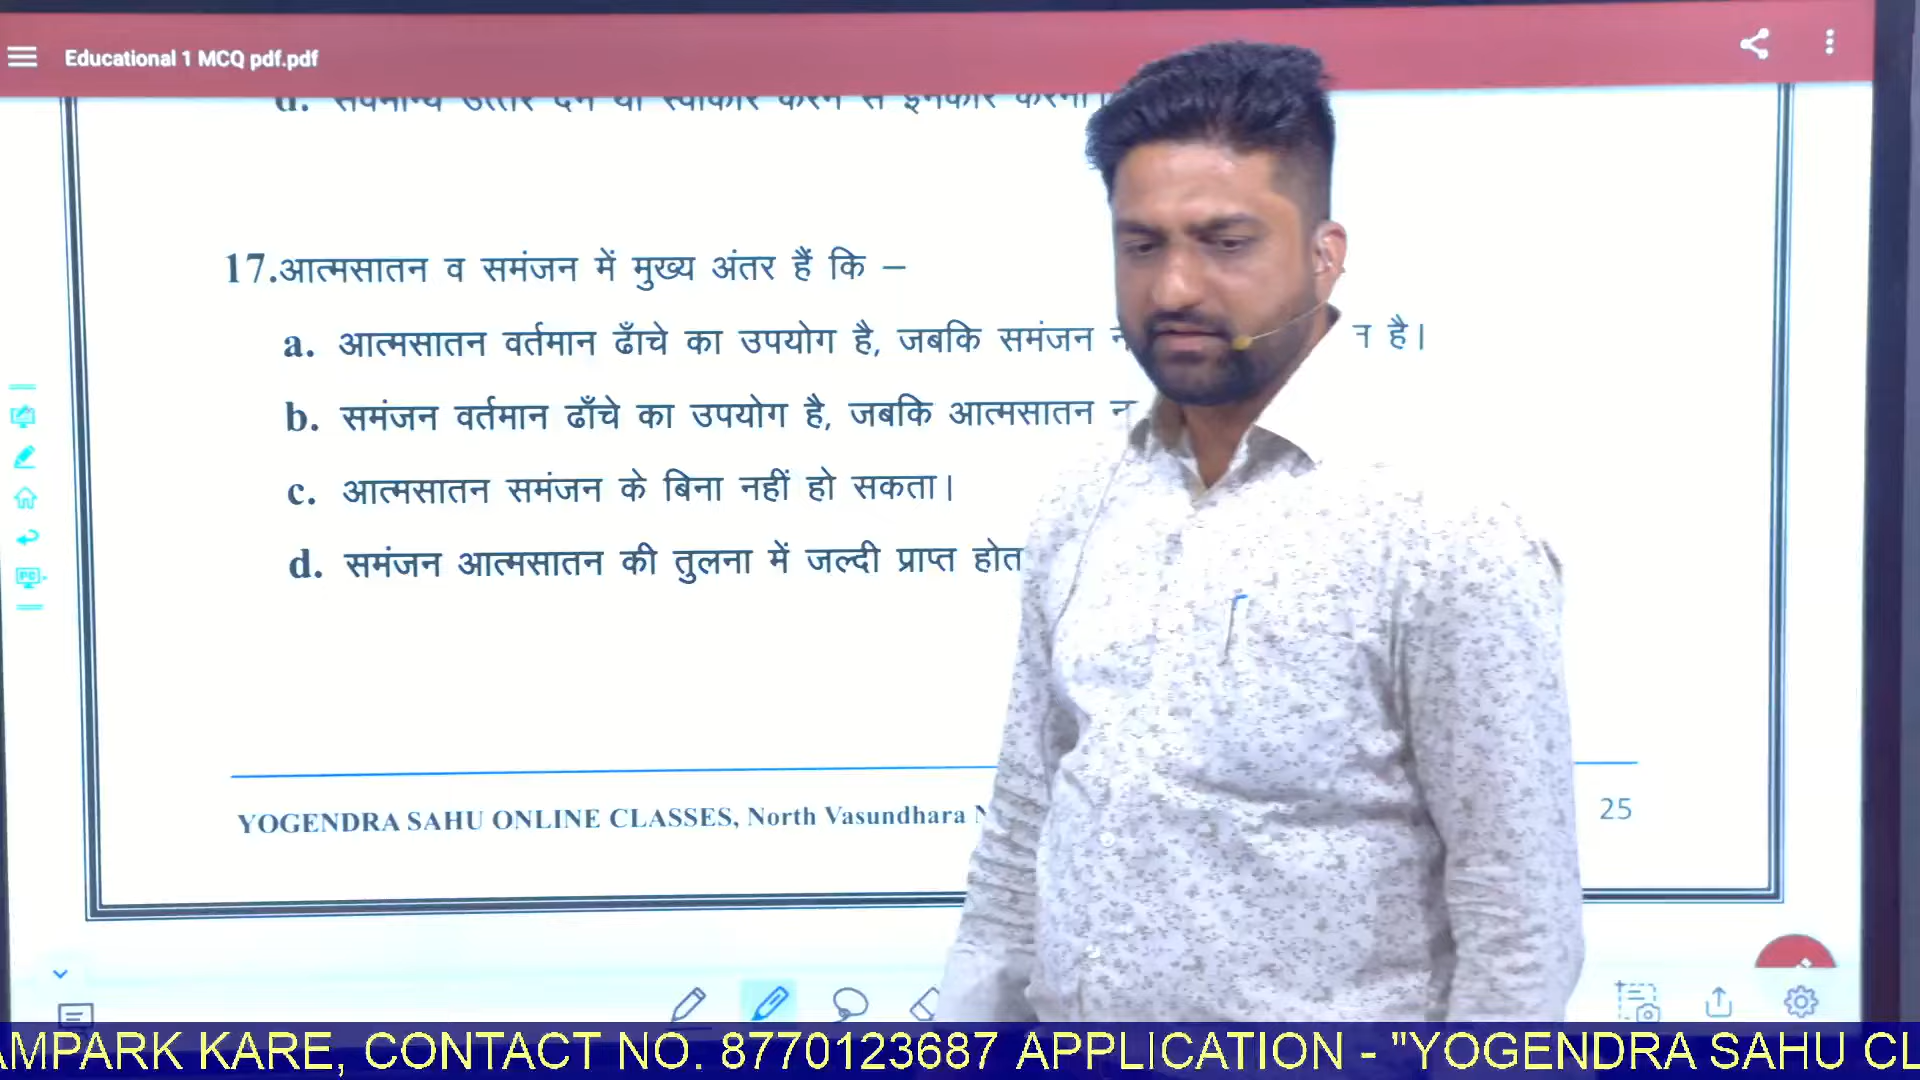 Educational 1 MCQ pdf.pdf
17.आत्मसातन व समंजन में मुख्य अंतर हैं कि –
a. आत्मसातन वर्तमान ढाँचे का उपयोग है, जबकि समंजन है।
b. समंजन वर्तमान ढाँचे का उपयोग है, जबकि आत्मसातन
c. आत्मसातन समंजन के बिना नहीं हो सकता।
d. समंजन आत्मसातन की तुलना में जल्दी प्राप्त
YOGENDRA SAHU ONLINE CLASSES, North Vasundhara
25
AMPARK KARE, CONTACT NO. 8770123687 APPLICATION - "YOGENDRA SAHU CL